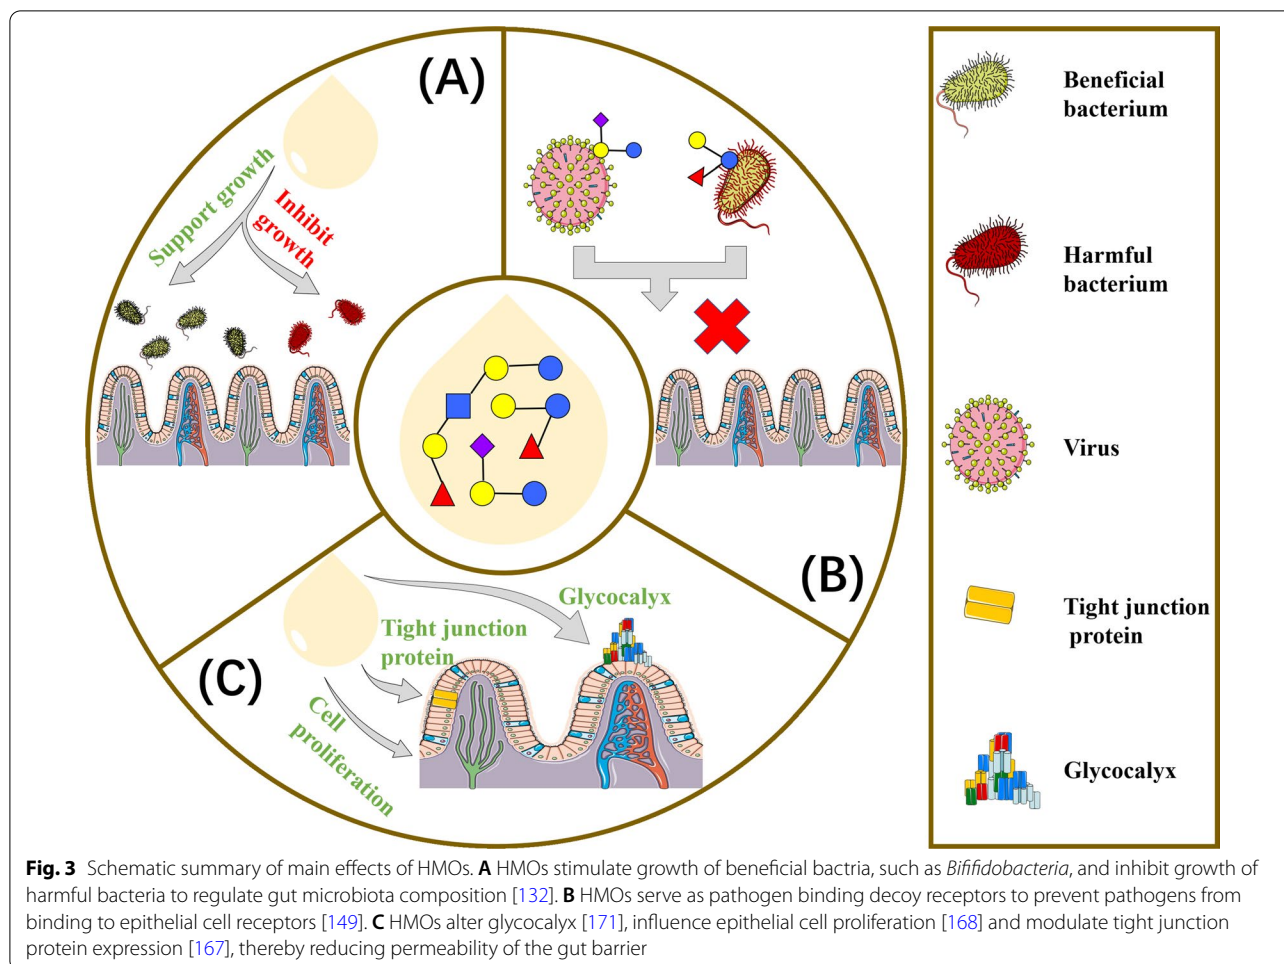 (A)
Support growth
Inhibit
growth
(B)
(C)
Glycocalyx
Tight junction
protein
Cell
proliferation
Beneficial
bacterium
Harmful
bacterium
Virus
Tight junction
protein
Glycocalyx
Fig. 3 Schematic summary of main effects of HMOs. A HMOs stimulate growth of beneficial bactria, such as Bififidobacteria, and inhibit growth of
harmful bacteria to regulate gut microbiota composition [132]. B HMOs serve as pathogen binding decoy receptors to prevent pathogens from
binding to epithelial cell receptors [149]. C HMOs alter glycocalyx [171], influence epithelial cell proliferation [168] and modulate tight junction
protein expression [167], thereby reducing permeability of the gut barrier